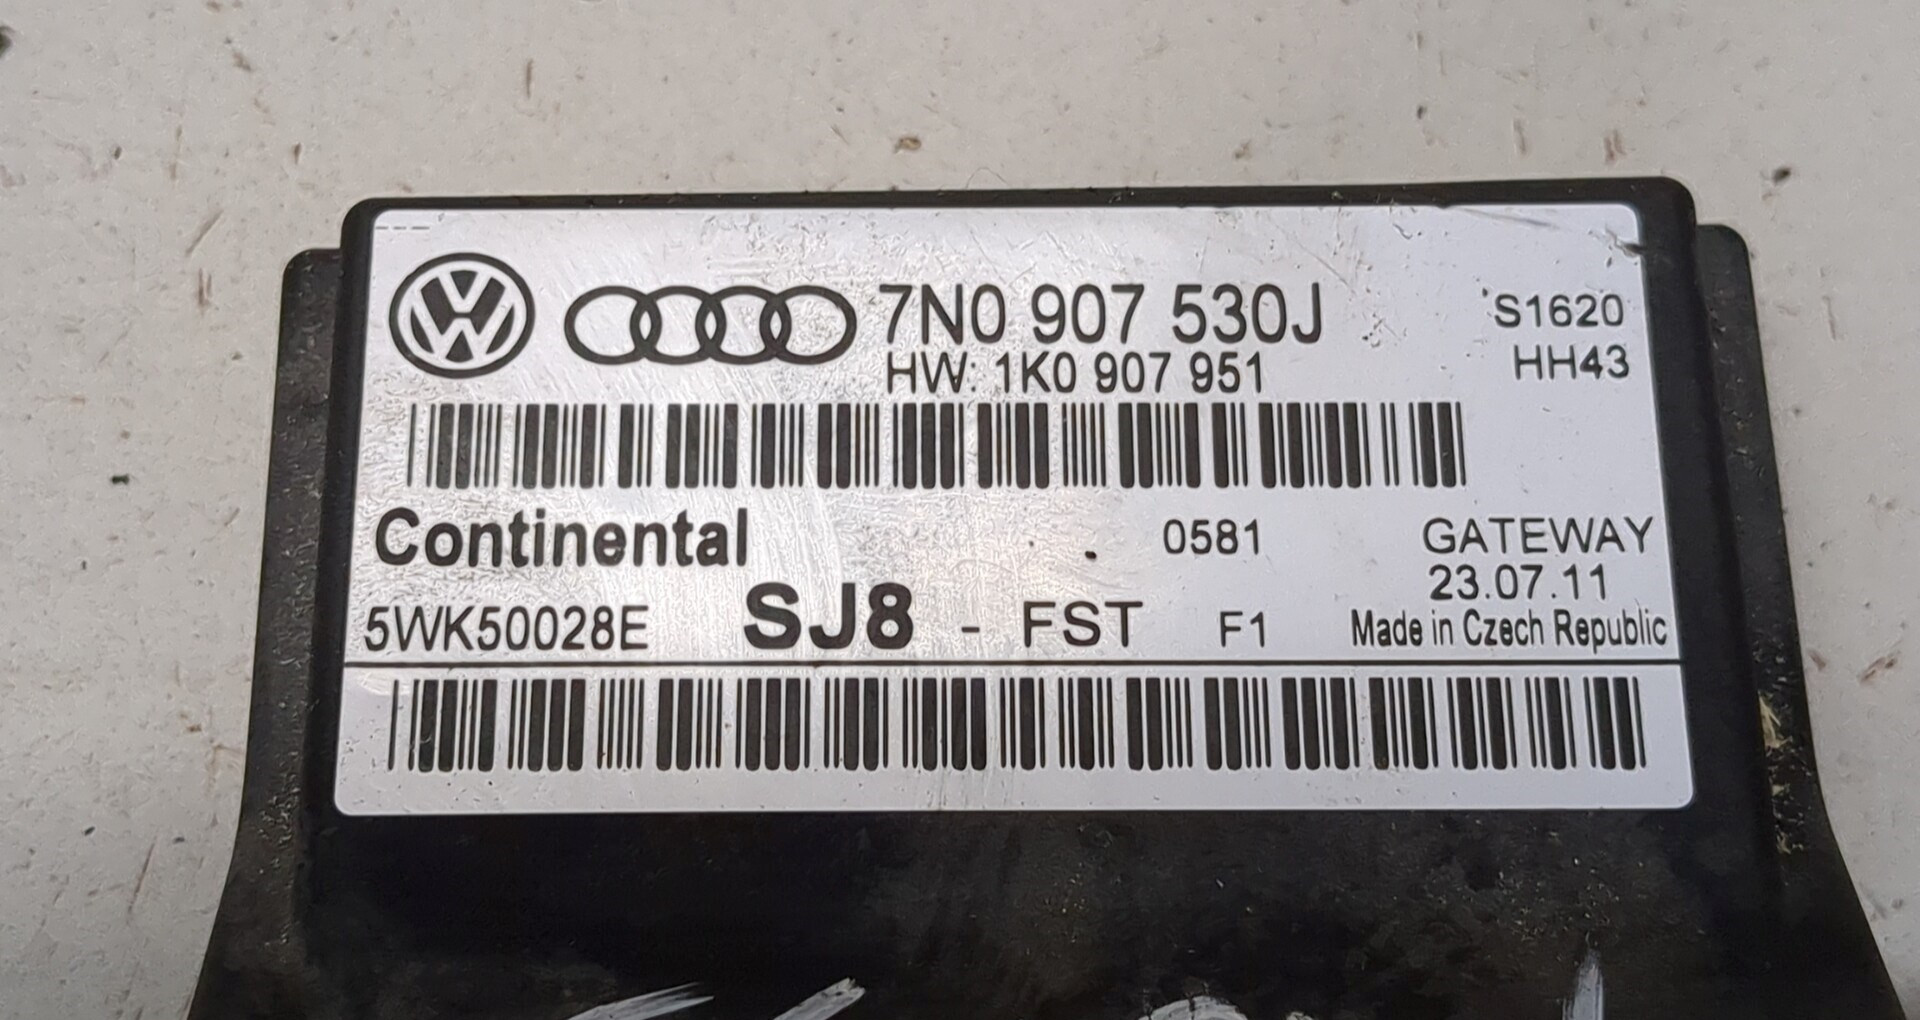 7N0 907 530J S1620
HW: 1K0 907 951 HH43
Continental 0581 GATEWAY
23.07.11
5WK50028E SJ8 - FST F1 Made in Czech Republic